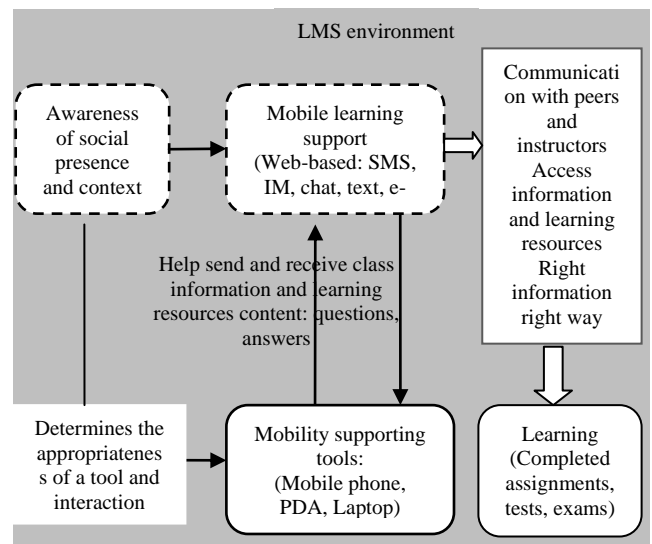 LMS environment
Awareness
of social
presence
and context
Mobile learning
support
(Web-based: SMS,
IM, chat, text, e-
Communicati
on with peers
and
instructors
Access
information
and learning
resources
Right
information
right way
Help send and receive class
information and learning
resources content: questions,
answers
Determines the
appropriatenes
s of a tool and
interaction
Mobility supporting
tools:
(Mobile phone,
PDA, Laptop)
Learning
(Completed
assignments,
tests, exams)